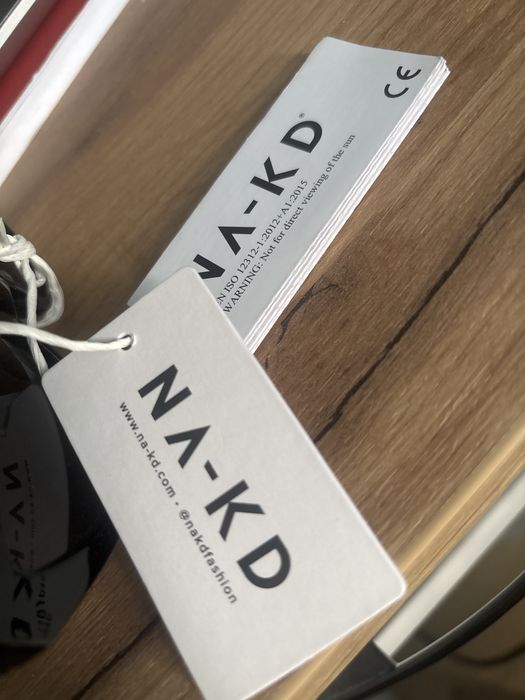 CE
NA-KD®
EN ISO 12312-1:2012+A1:2015
WARNING: Not for direct viewing of the sun
NA-KD
www.na-kd.com • @nakdfashion